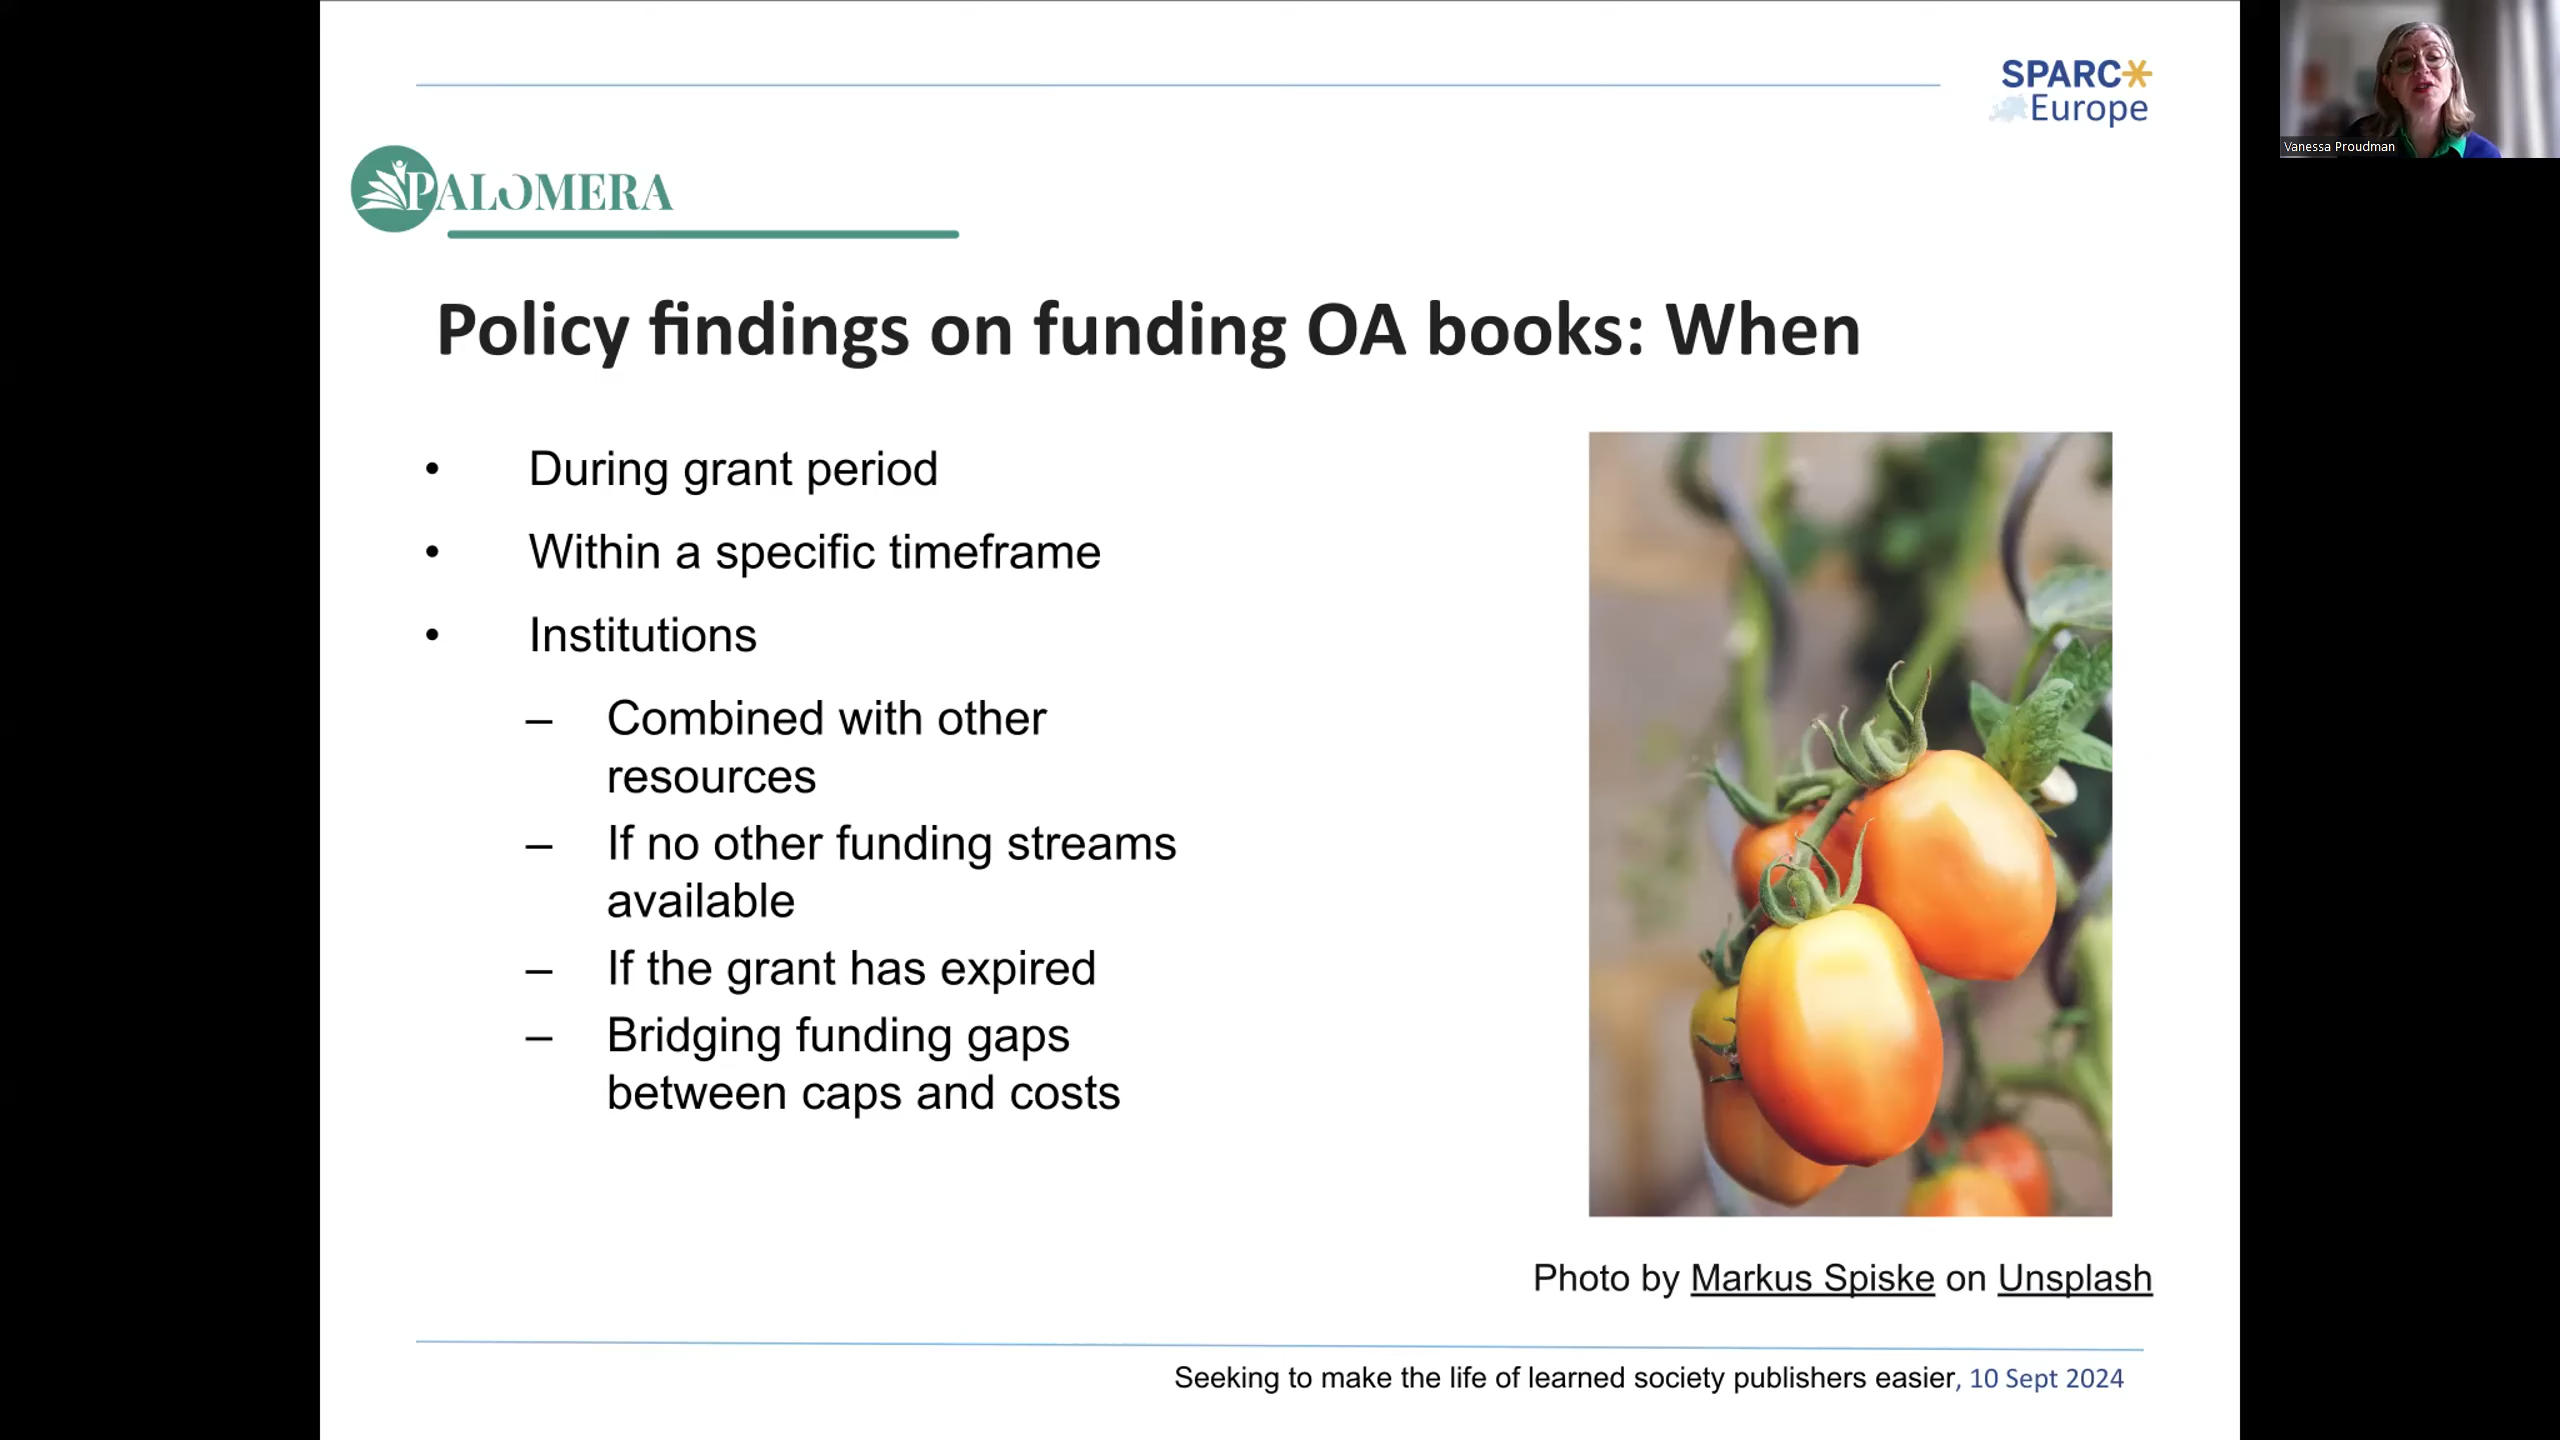 SPARC
Europe
Vanessa Proudman
PALOMERA
Policy findings on funding OA books: When
• During grant period
• Within a specific timeframe
• Institutions
– Combined with other
resources
– If no other funding streams
available
– If the grant has expired
– Bridging funding gaps
between caps and costs
Photo by Markus Spiske on Unsplash
Seeking to make the life of learned society publishers easier, 10 Sept 2024